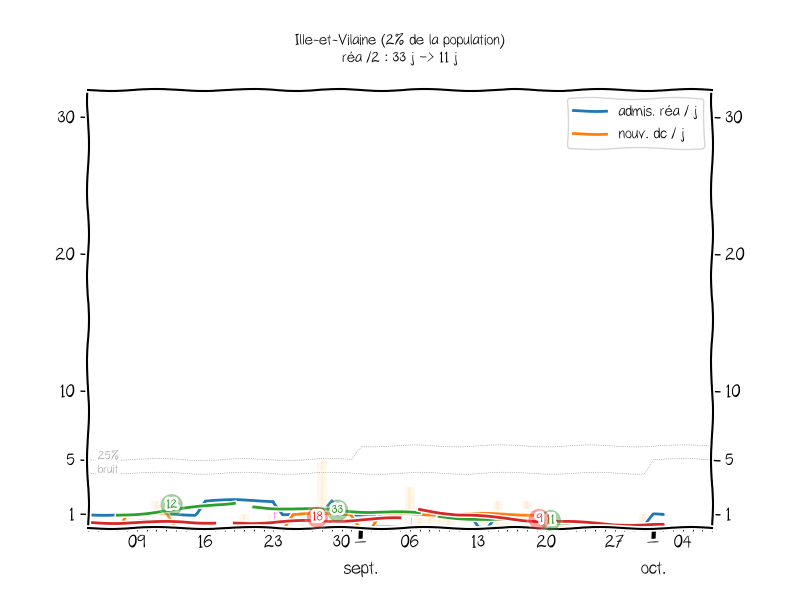 Ille-et-Vilaine (2% de la population)
réa /2 : 33 j -> 11 j
admis. réa / j
nouv. dc / j
30 30
20 20
10 10
5 25% 5
bruit
12 33
1 18 9 11 1
09 16 23 30 06 13 20 27 04
sept. oct.